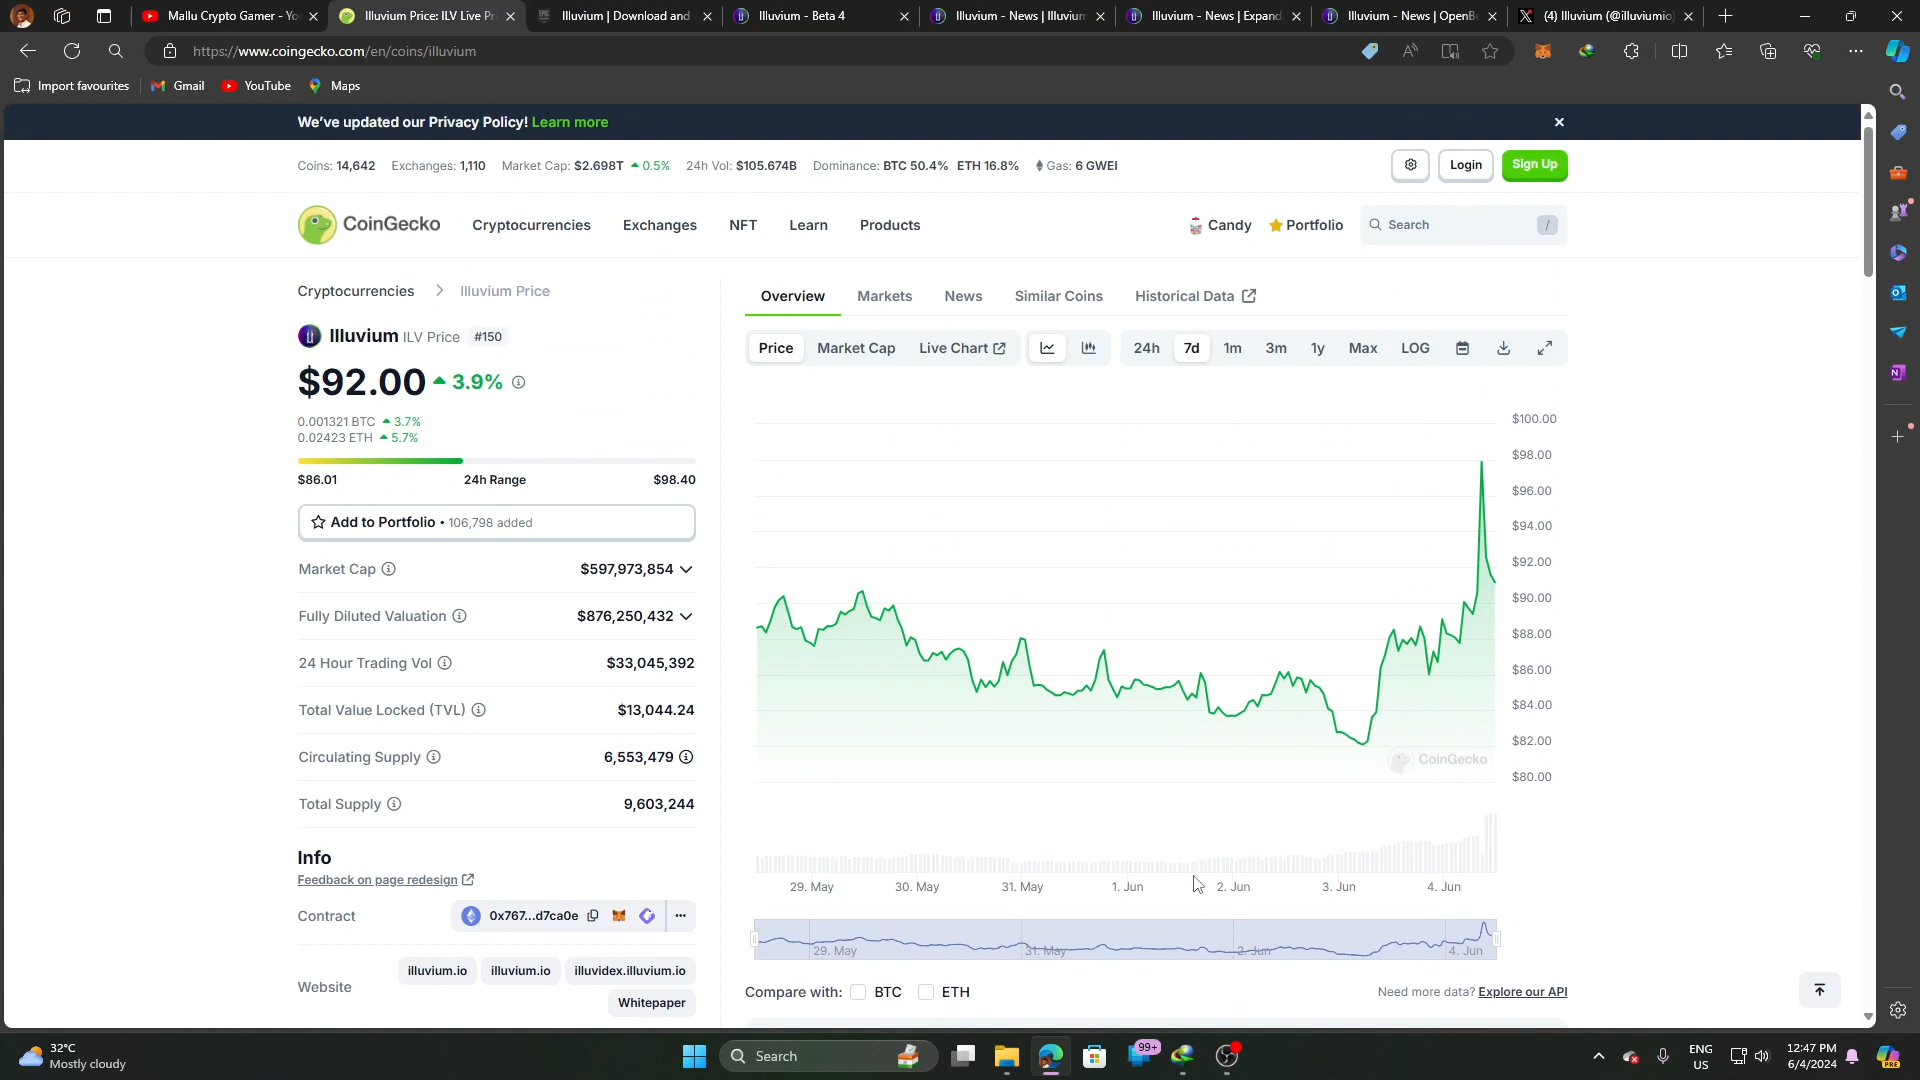 Mallu Crypto Gamer - Yo
Illuvium Price: ILV Live Pr
Illuvium | Download and
Illuvium - Beta 4
Illuvium - News | Illuvium
Illuvium - News | Expand
Illuvium - News | OpenBe
(4) Illuvium (@illuviumio)
https://www.coingecko.com/en/coins/illuvium
Import favourites
Gmail
YouTube
Maps
We've updated our Privacy Policy! Learn more
Coins: 14,642 Exchanges: 1,110 Market Cap: $2.698T 0.5% 24h Vol: $105.674B Dominance: BTC 50.4% ETH 16.8% Gas: 6 GWEI
Login
Sign Up
CoinGecko
Cryptocurrencies
Exchanges
NFT
Learn
Products
Candy
Portfolio
Search
/
Cryptocurrencies
Illuvium Price
Illuvium ILV Price #150
$92.00 3.9%
0.001321 BTC 3.7%
0.02423 ETH 5.7%
$86.01 24h Range $98.40
Add to Portfolio • 106,798 added
Market Cap $597,973,854
Fully Diluted Valuation $876,250,432
24 Hour Trading Vol $33,045,392
Total Value Locked (TVL) $13,044.24
Circulating Supply 6,553,479
Total Supply 9,603,244
Info
Feedback on page redesign
Contract 0x767...d7ca0e
Website illuvium.io illuvium.io illuvidex.illuvium.io
Whitepaper
Overview
Markets
News
Similar Coins
Historical Data
Price
Market Cap
Live Chart
24h
7d
1m
3m
1y
Max
LOG
$100.00
$98.00
$96.00
$94.00
$92.00
$90.00
$88.00
$86.00
$84.00
$82.00
$80.00
CoinGecko
29. May
30. May
31. May
1. Jun
2. Jun
3. Jun
4. Jun
29. May
31. May
2. Jun
4. Jun
Compare with: BTC ETH
Need more data? Explore our API
32°C
Mostly cloudy
Search
99+
ENG
US
12:47 PM
6/4/2024
PRE